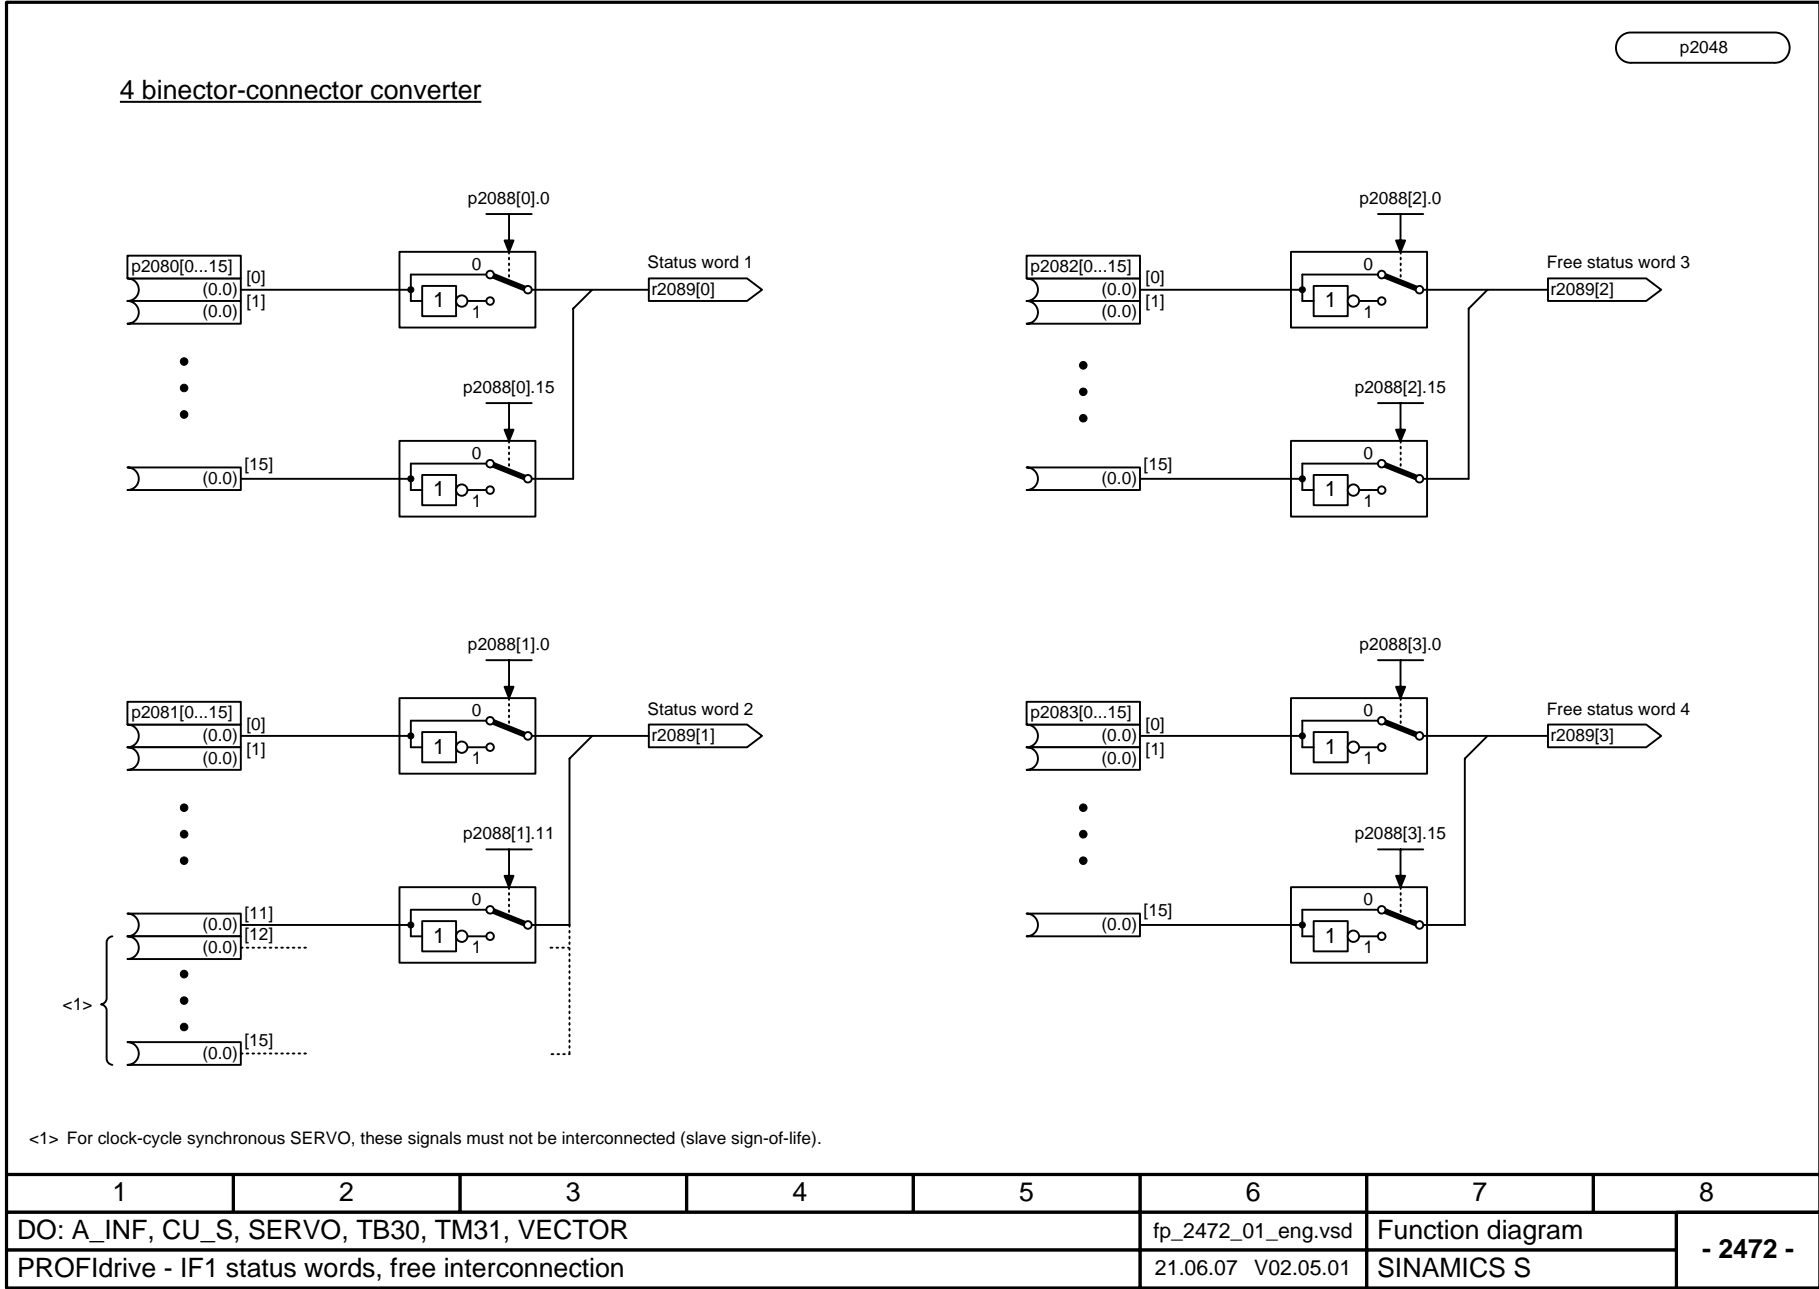 p2048
4 binector-connector converter
p2088[0].0
p2080[0...15]
[0]
(0.0)
[1]
(0.0)
0
1
1
Status word 1
r2089[0]
p2088[0].15
[15]
(0.0)
0
1
1
p2088[2].0
p2082[0...15]
[0]
(0.0)
[1]
(0.0)
0
1
1
Free status word 3
r2089[2]
p2088[2].15
[15]
(0.0)
0
1
1
p2088[1].0
p2081[0...15]
[0]
(0.0)
[1]
(0.0)
0
1
1
Status word 2
r2089[1]
p2088[1].11
[11]
(0.0)
[12]
(0.0)
0
1
1
<1>
[15]
(0.0)
p2088[3].0
p2083[0...15]
[0]
(0.0)
[1]
(0.0)
0
1
1
Free status word 4
r2089[3]
p2088[3].15
[15]
(0.0)
0
1
1
<1> For clock-cycle synchronous SERVO, these signals must not be interconnected (slave sign-of-life).
1 2 3 4 5 6 7 8
DO: A_INF, CU_S, SERVO, TB30, TM31, VECTOR
fp_2472_01_eng.vsd
Function diagram
- 2472 -
PROFIdrive - IF1 status words, free interconnection
21.06.07 V02.05.01
SINAMICS S